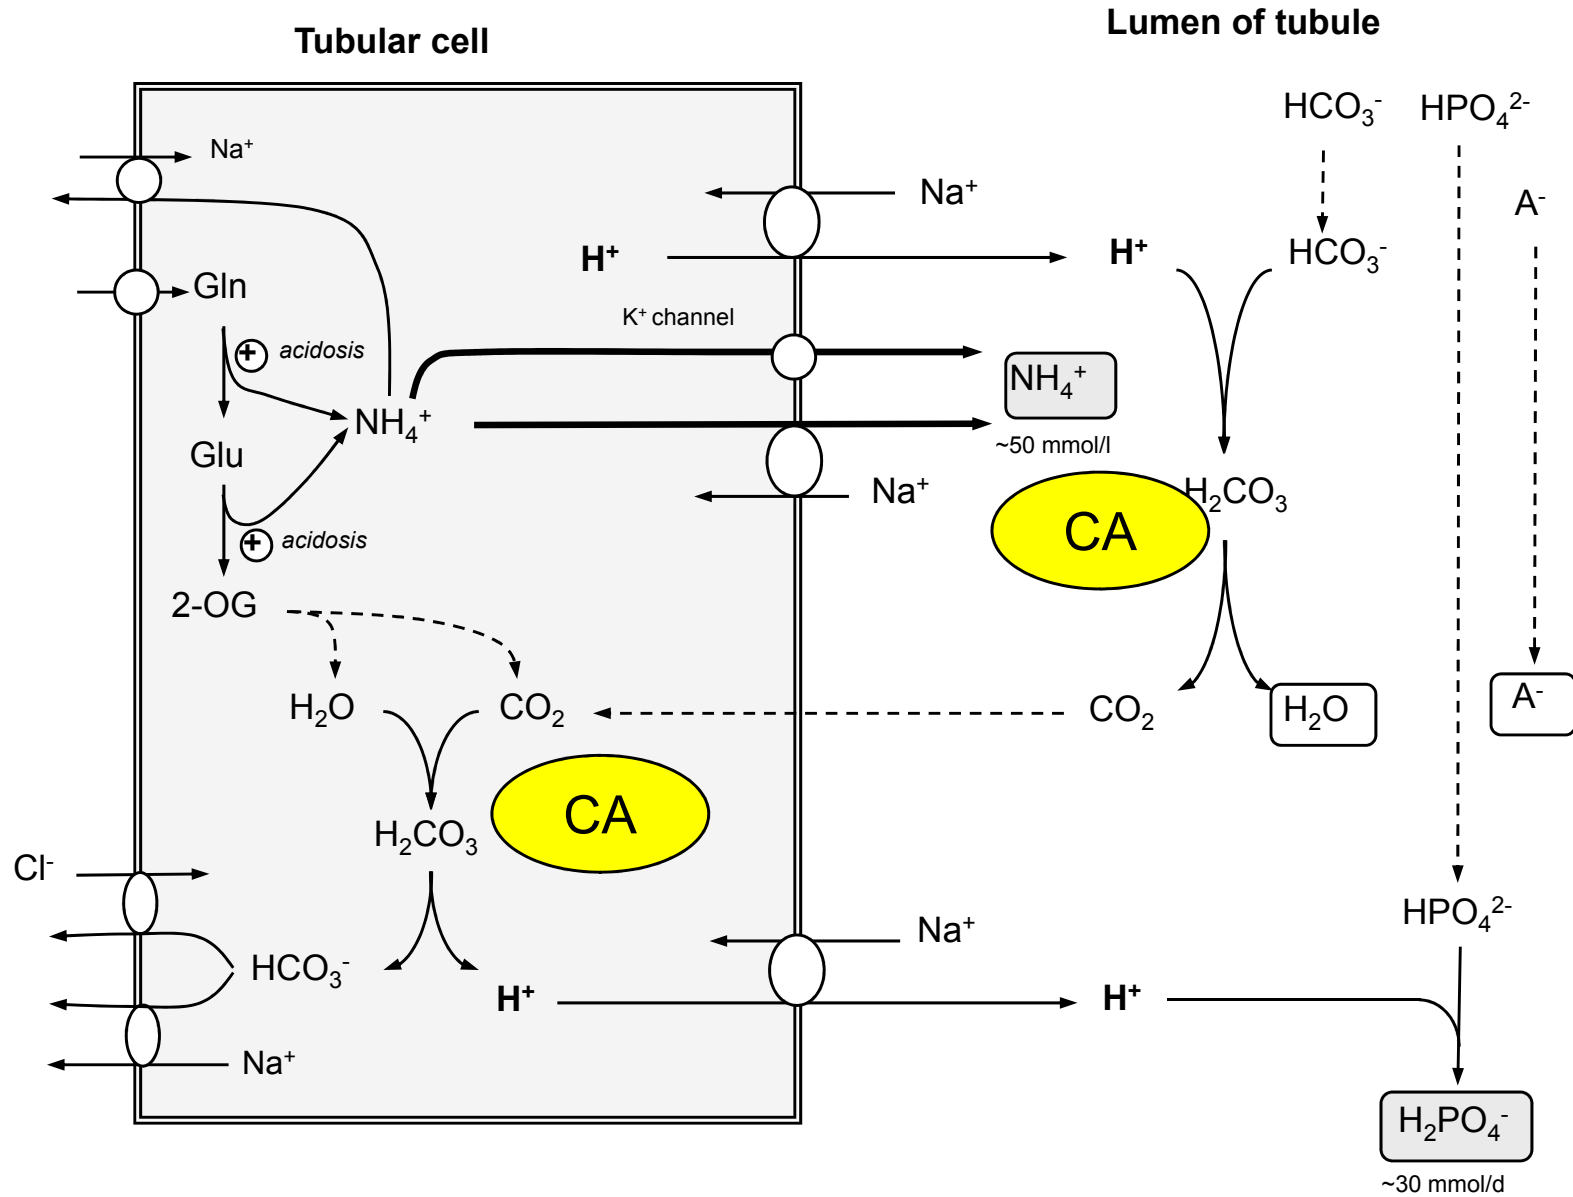 Tubular cell
Lumen of tubule
HCO₃⁻
HPO₄²⁻
Na⁺
Na⁺
A⁻
H⁺
H⁺
HCO₃⁻
Gln
K⁺ channel
⊕ acidosis
NH₄⁺
NH₄⁺
~50 mmol/l
Glu
Na⁺
H₂CO₃
CA
⊕ acidosis
2-OG
H₂O
CO₂
CO₂
H₂O
A⁻
CA
H₂CO₃
Cl⁻
HPO₄²⁻
Na⁺
HCO₃⁻
H⁺
H⁺
Na⁺
H₂PO₄⁻
~30 mmol/d